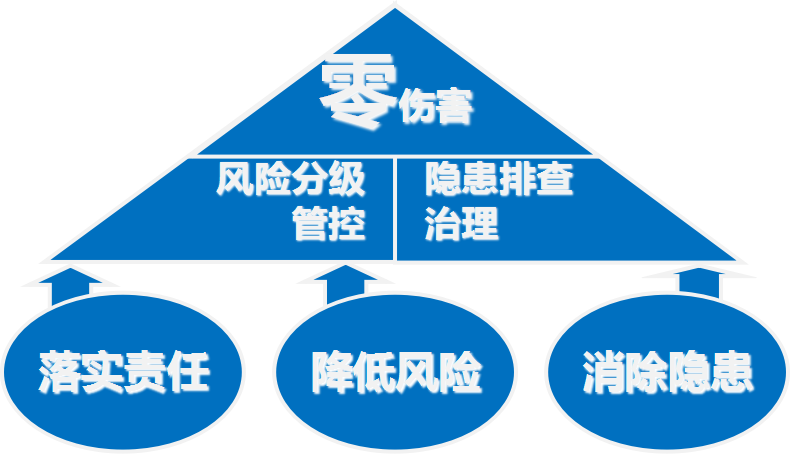 零伤害
风险分级
管控
隐患排查
治理
落实责任
降低风险
消除隐患